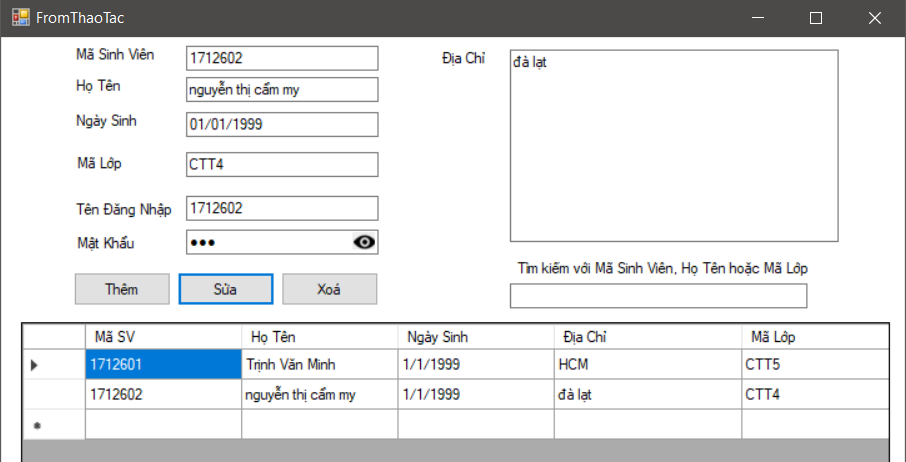 FromThaoTac
Mã Sinh Viên 1712602
Họ Tên nguyễn thị cẩm my
Ngày Sinh 01/01/1999
Mã Lớp CTT4
Tên Đăng Nhập 1712602
Mật Khẩu ●●●
Thêm Sửa Xoá
Địa Chỉ đà lạt
Tìm kiếm với Mã Sinh Viên, Họ Tên hoặc Mã Lớp
Mã SV Họ Tên Ngày Sinh Địa Chỉ Mã Lớp
1712601 Trịnh Văn Minh 1/1/1999 HCM CTT5
1712602 nguyễn thị cẩm my 1/1/1999 đà lạt CTT4